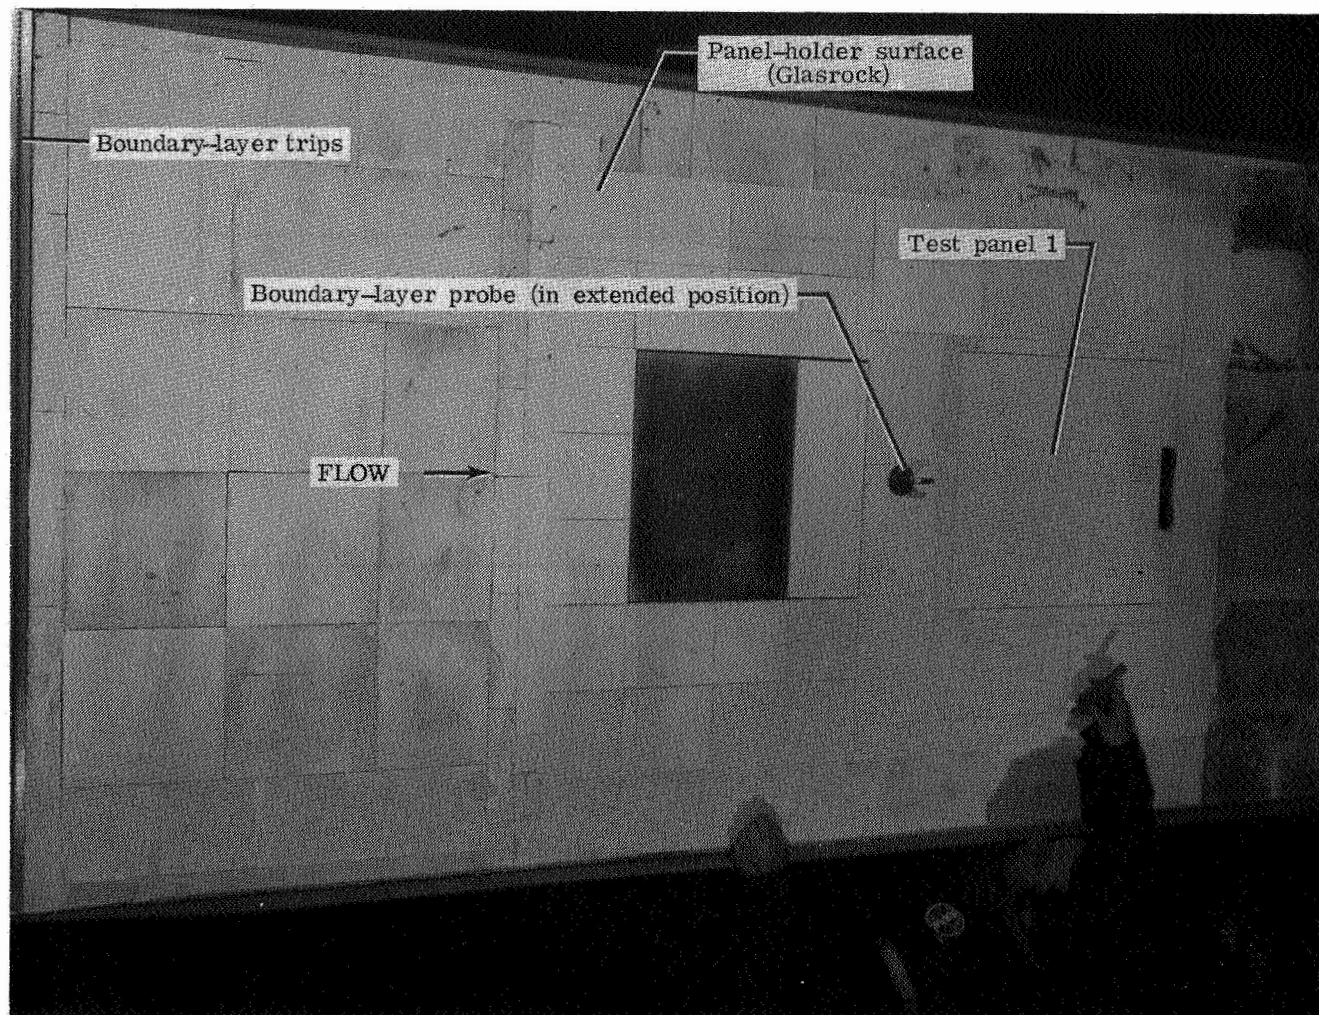 Panel-holder surface
(Glasrock)
Boundary-layer trips
Test panel 1
Boundary-layer probe (in extended position)
FLOW